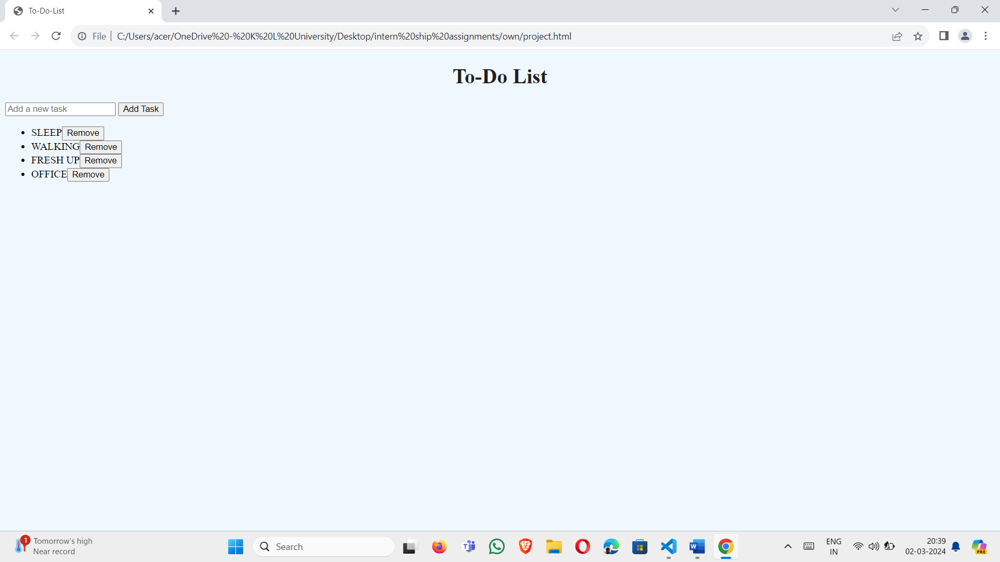 To-Do-List
File
C:/Users/acer/OneDrive%20-%20K%20L%20University/Desktop/intern%20ship%20assignments/own/project.html
To-Do List
Add a new task Add Task
SLEEP Remove
WALKING Remove
FRESH UP Remove
OFFICE Remove
1
Tomorrow's high
Near record
Search
ENG
IN
20:39
02-03-2024
PRE